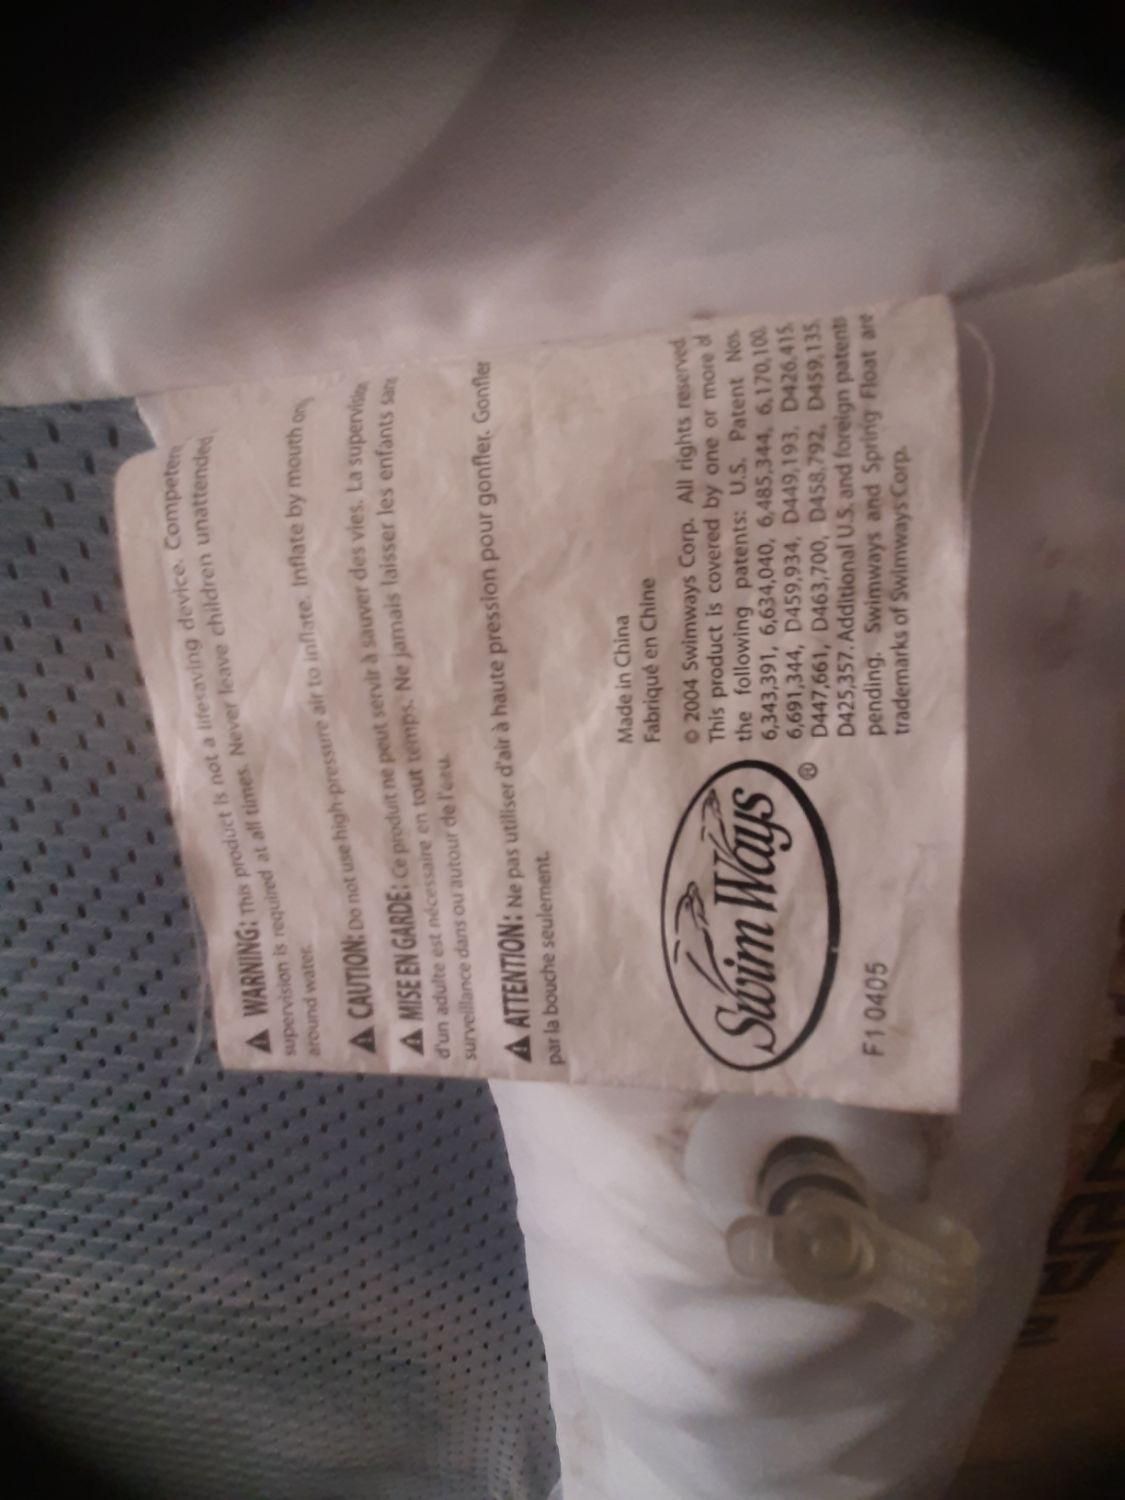 WARNING: This product is not a lifesaving device. Competent
supervision is required at all times. Never leave children unattended
around water.
CAUTION: Do not use high-pressure air to inflate. Inflate by mouth
MISE EN GARDE: Ce produit ne peut servir à sauver des vies. La
d'un adulte est nécessaire en tout temps. Ne jamais laisser les enfants sans
surveillance dans ou autour de l'eau.
ATTENTION: Ne pas utiliser d'air à haute pression pour gonfler. Gonfler
par la bouche seulement.
Made in China
Fabriqué en Chine
© 2004 Swimways Corp. All rights reserved.
This product is covered by one or more of
the following patents: U.S. Patent Nos.
6,343,391, 6,634,040, 6,485,344, 6,170,100,
6,691,344, D459,934, D449,193, D426,415,
D447,661, D463,700, D458,792, D459,135,
D425,357. Additional U.S. and foreign patents
pending. Swimways and Spring Float are
trademarks of Swimways Corp.
SwimWays®
F10405